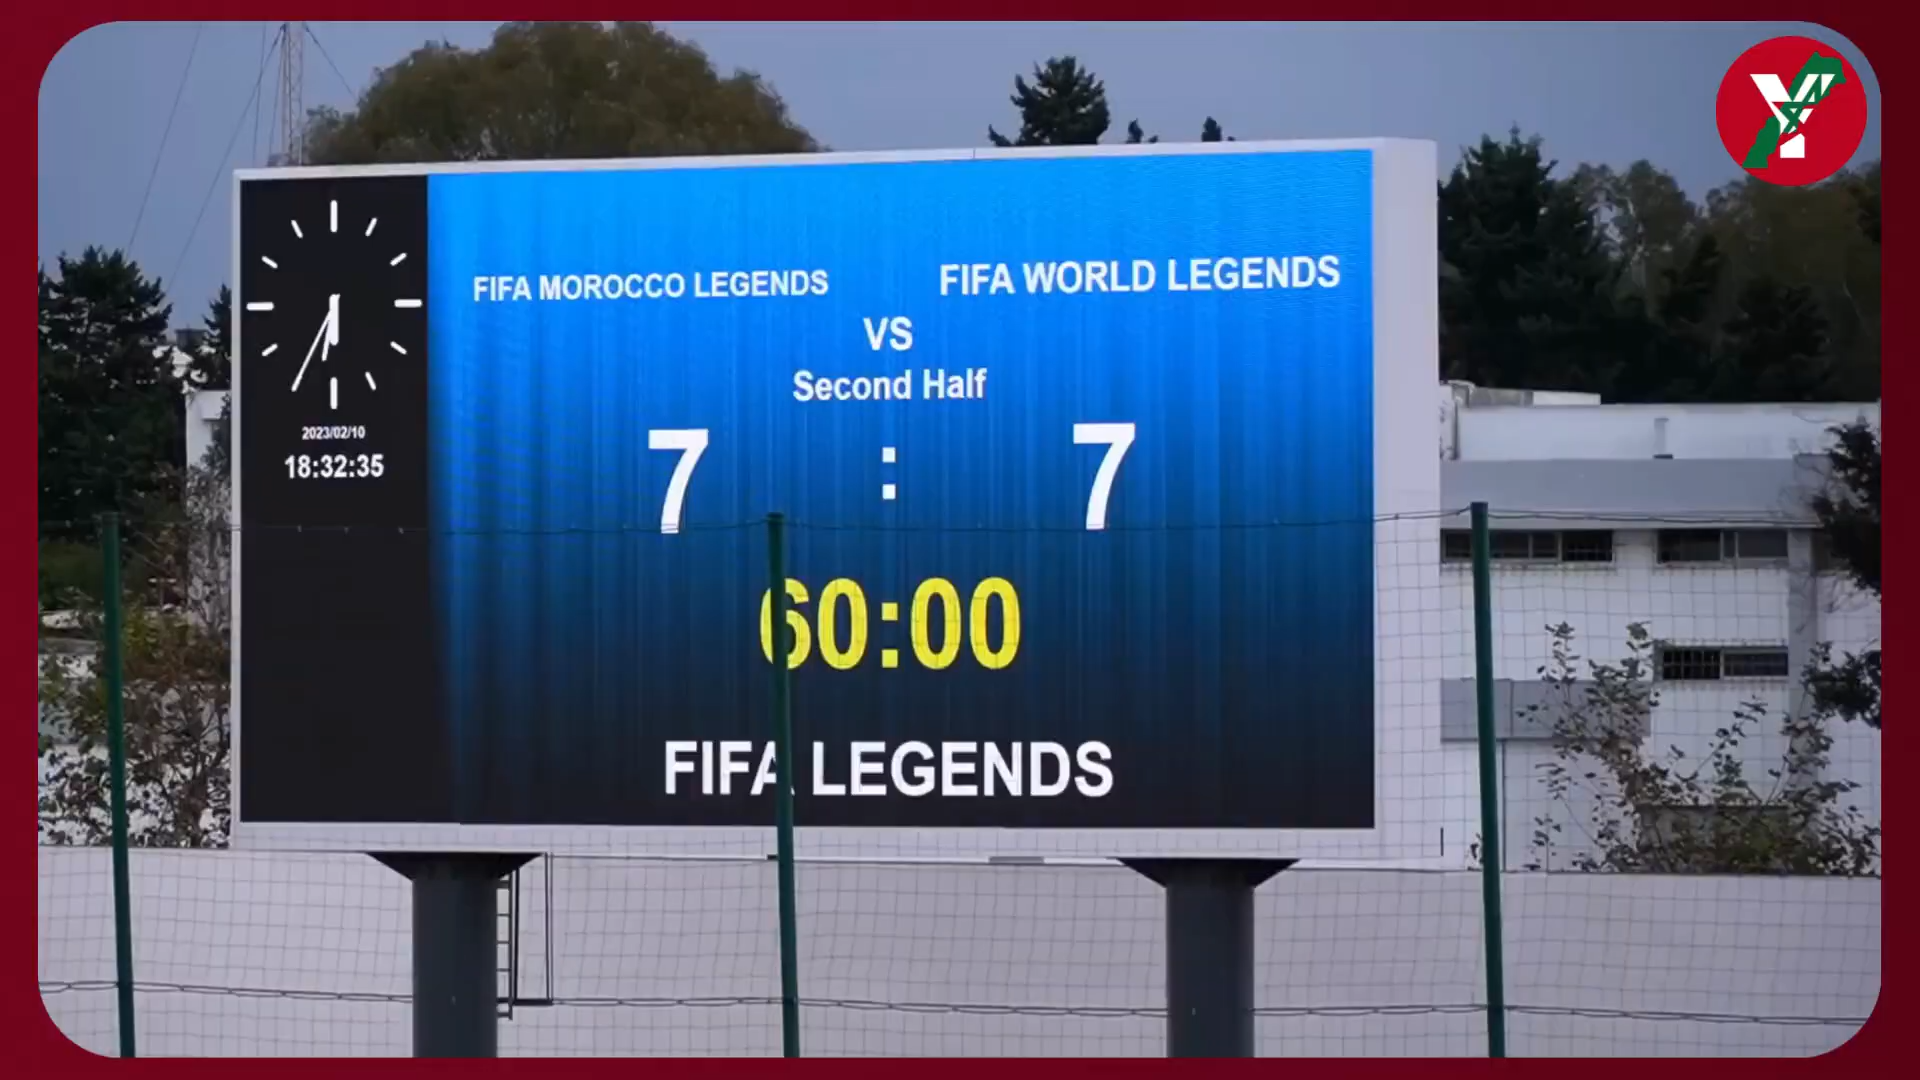 FIFA MOROCCO LEGENDS
FIFA WORLD LEGENDS
VS
Second Half
7 : 7
60:00
FIFA LEGENDS
2023/02/10
18:32:35
Y